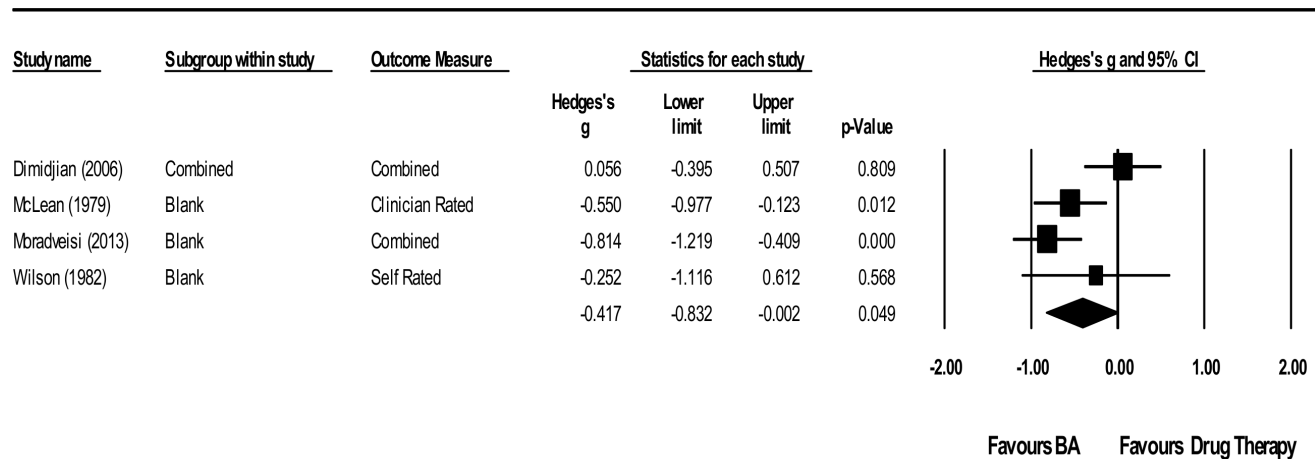 Study name Subgroup within study Outcome Measure Statistics for each study Hedges's g and 95% CI
Hedges's Lower Upper
g limit limit p-Value
Dimidjian (2006) Combined Combined 0.056 -0.395 0.507 0.809
McLean (1979) Blank Clinician Rated -0.550 -0.977 -0.123 0.012
Moradveisi (2013) Blank Combined -0.814 -1.219 -0.409 0.000
Wilson (1982) Blank Self Rated -0.252 -1.116 0.612 0.568
-0.417 -0.832 -0.002 0.049
-2.00 -1.00 0.00 1.00 2.00
Favours BA Favours Drug Therapy